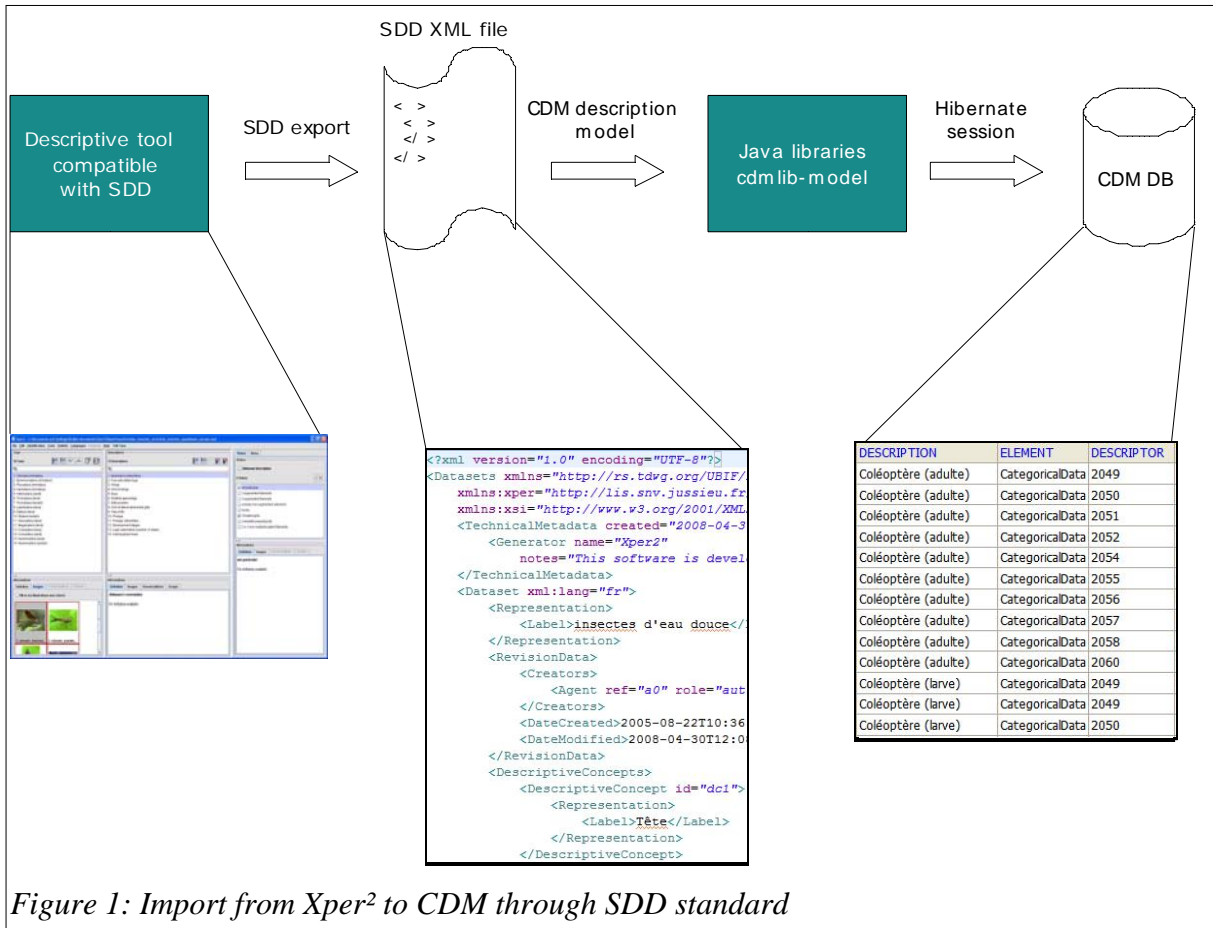 SDD XML file
< >
< >
</ >
</ >
Descriptive tool
compatible
with SDD
SDD export
CDM description
model
Java libraries
cdmlib-model
Hibernate
session
CDM DB
<?xml version="1.0" encoding="UTF-8"?>
<Datasets xmlns="http://rs.tdwg.org/UBIF/
xmlns:xper="http://lis.snv.jussieu.fr
xmlns:xsi="http://www.w3.org/2001/XML
<TechnicalMetadata created="2008-04-3
<Generator name="Xper2"
notes="This software is devel
</TechnicalMetadata>
<Dataset xml:lang="fr">
<Representation>
<Label>insectes d'eau douce</
</Representation>
<RevisionData>
<Creators>
<Agent ref="a0" role="aut
</Creators>
<DateCreated>2005-08-22T10:36
<DateModified>2008-04-30T12:08
</RevisionData>
<DescriptiveConcepts>
<DescriptiveConcept id="dc1">
<Representation>
<Label>Tête</Label>
</Representation>
</DescriptiveConcept>
DESCRIPTION ELEMENT DESCRIPTOR
Coléoptère (adulte) CategoricalData 2049
Coléoptère (adulte) CategoricalData 2050
Coléoptère (adulte) CategoricalData 2051
Coléoptère (adulte) CategoricalData 2052
Coléoptère (adulte) CategoricalData 2054
Coléoptère (adulte) CategoricalData 2055
Coléoptère (adulte) CategoricalData 2056
Coléoptère (adulte) CategoricalData 2057
Coléoptère (adulte) CategoricalData 2058
Coléoptère (adulte) CategoricalData 2060
Coléoptère (larve) CategoricalData 2049
Coléoptère (larve) CategoricalData 2049
Coléoptère (larve) CategoricalData 2050
Figure 1: Import from Xper² to CDM through SDD standard